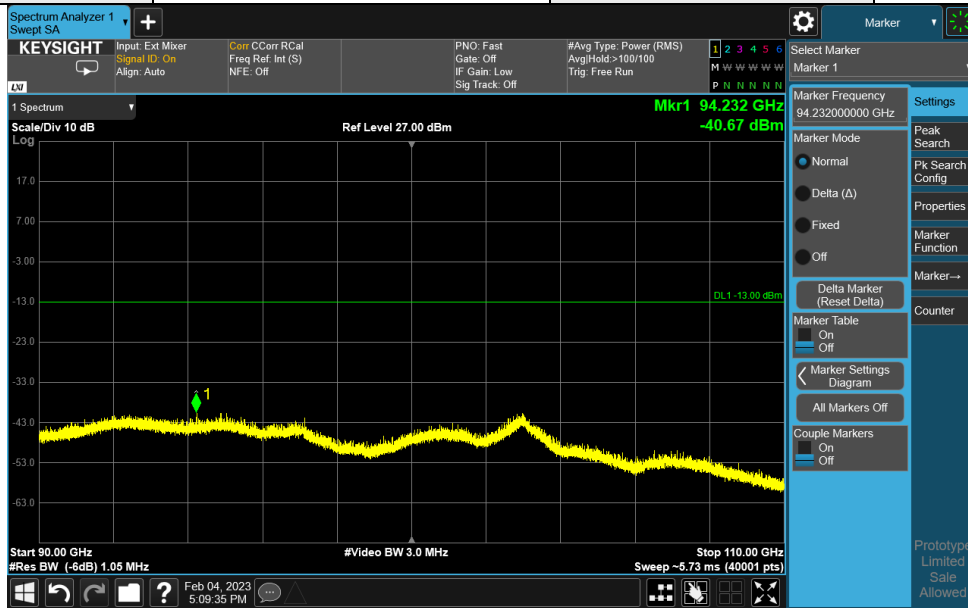 Spectrum Analyzer 1
Swept SA
Marker
KEYSIGHT
Input: Ext Mixer
Signal ID: On
Align: Auto
Corr CCorr RCal
Freq Ref: Int (S)
NFE: Off
PNO: Fast
Gate: Off
IF Gain: Low
Sig Track: Off
#Avg Type: Power (RMS)
Avg|Hold:>100/100
Trig: Free Run
1 2 3 4 5 6
M W W W W W
P N N N N N
LXI
Select Marker
Marker 1
1 Spectrum
Scale/Div 10 dB
Log
Ref Level 27.00 dBm
Mkr1 94.232 GHz
-40.67 dBm
17.0
7.00
-3.00
-13.0
-23.0
-33.0
-43.0
-53.0
-63.0
DL1 -13.00 dBm
1
Start 90.00 GHz
#Res BW (-6dB) 1.05 MHz
#Video BW 3.0 MHz
Stop 110.00 GHz
Sweep ~5.73 ms (40001 pts)
Marker Frequency
94.232000000 GHz
Marker Mode
Normal
Delta (Δ)
Fixed
Off
Delta Marker
(Reset Delta)
Marker Table
On
Off
Marker Settings
Diagram
All Markers Off
Couple Markers
On
Off
Settings
Peak
Search
Pk Search
Config
Properties
Marker
Function
Marker→
Counter
Prototype
Limited
Sale
Allowed
?
Feb 04, 2023
5:09:35 PM